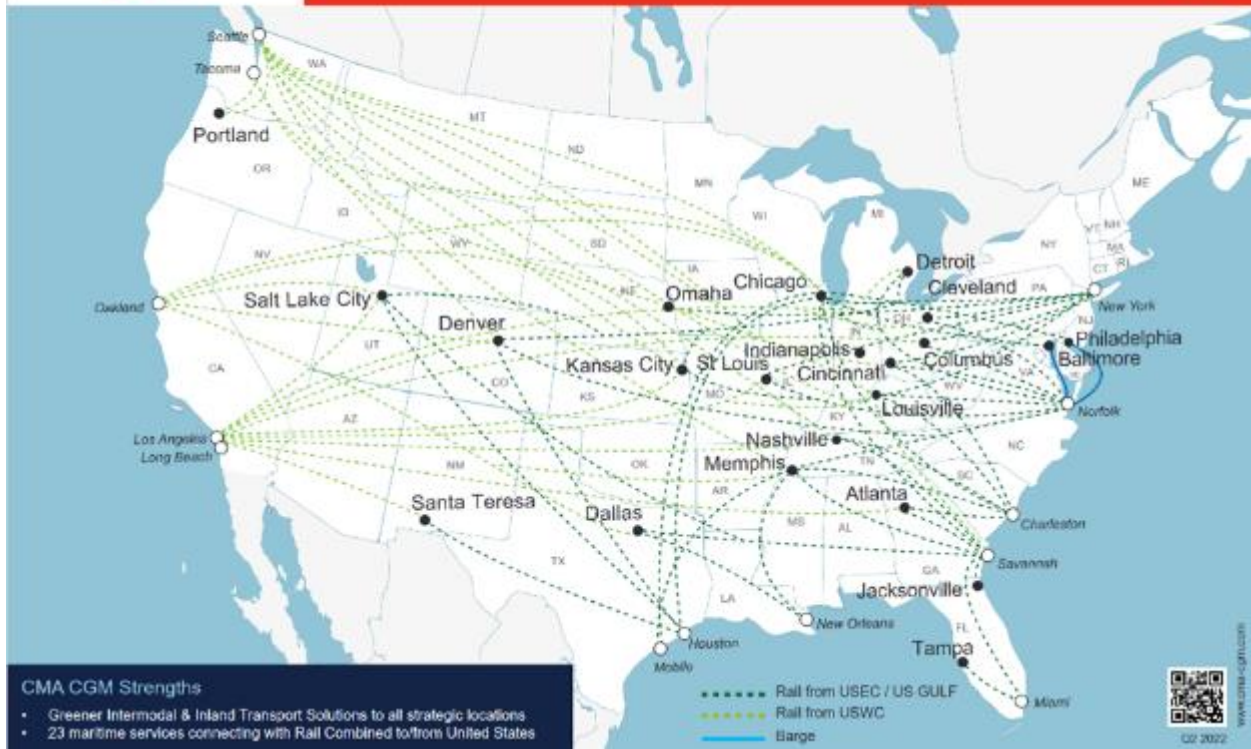 Seattle
WA
Tacoma
Portland
MT
ND
OR
MN
ME
ID
WI
MI
VT
NH
NY
MA
SD
WY
CT
RI
NV
IA
Detroit
Chicago
NE
PA
Cleveland
Salt Lake City
Omaha
New York
Oakland
OH
Denver
IN
NJ
UT
Indianapolis
Philadelphia
Kansas City
St Louis
Columbus
Baltimore
Cincinnati
CA
CO
IL
VA
WV
KS
MO
Louisville
Norfolk
KY
AZ
Los Angeles
Nashville
Long Beach
NC
NM
OK
Memphis
TN
SC
AR
Santa Teresa
Atlanta
Dallas
Charleston
MS
AL
TX
Savannah
GA
Jacksonville
LA
New Orleans
Houston
FL
Mobile
Tampa
Miami
CMA CGM Strengths
• Greener Intermodal & Inland Transport Solutions to all strategic locations
• 23 maritime services connecting with Rail Combined to/from United States
Rail from USEC / US GULF
Rail from USWC
Barge
www.cma-cgm.com
Q2 2022